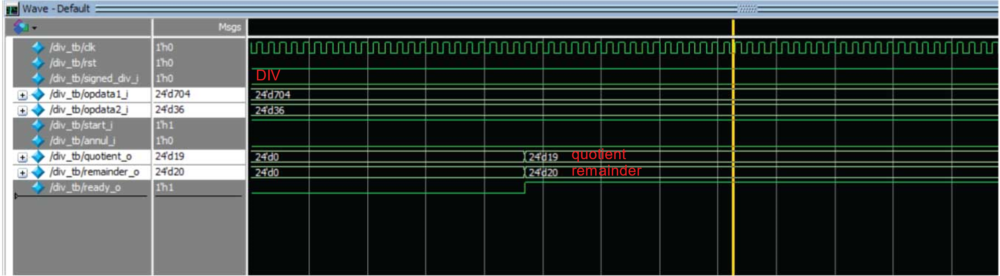 Wave - Default
Msgs
/div_tb/clk 1'h0
/div_tb/rst 1'h0
/div_tb/signed_div_i 1'h0 DIV
/div_tb/opdata1_i 24'd704 24'd704
/div_tb/opdata2_i 24'd36 24'd36
/div_tb/start_i 1'h1
/div_tb/annul_i 1'h0
/div_tb/quotient_o 24'd19 24'd0 24'd19 quotient
/div_tb/remainder_o 24'd20 24'd0 24'd20 remainder
/div_tb/ready_o 1'h1